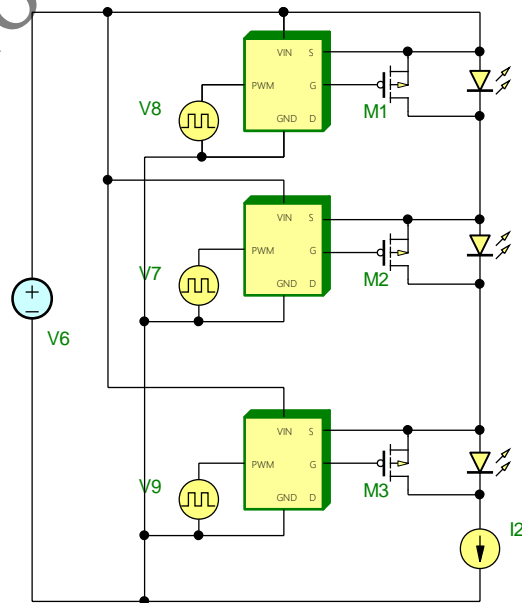 VIN S
V8 PWM G
M1
GND D
VIN S
V7 PWM G
M2
GND D
V6
VIN S
V9 PWM G
M3
GND D
I2